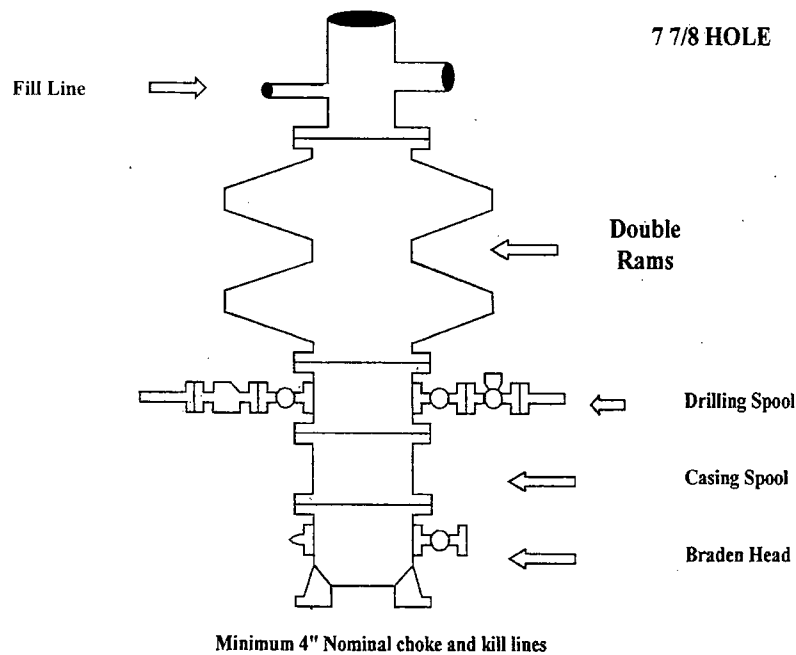 7 7/8 HOLE
Fill Line
Double
Rams
Drilling Spool
Casing Spool
Braden Head
Minimum 4" Nominal choke and kill lines